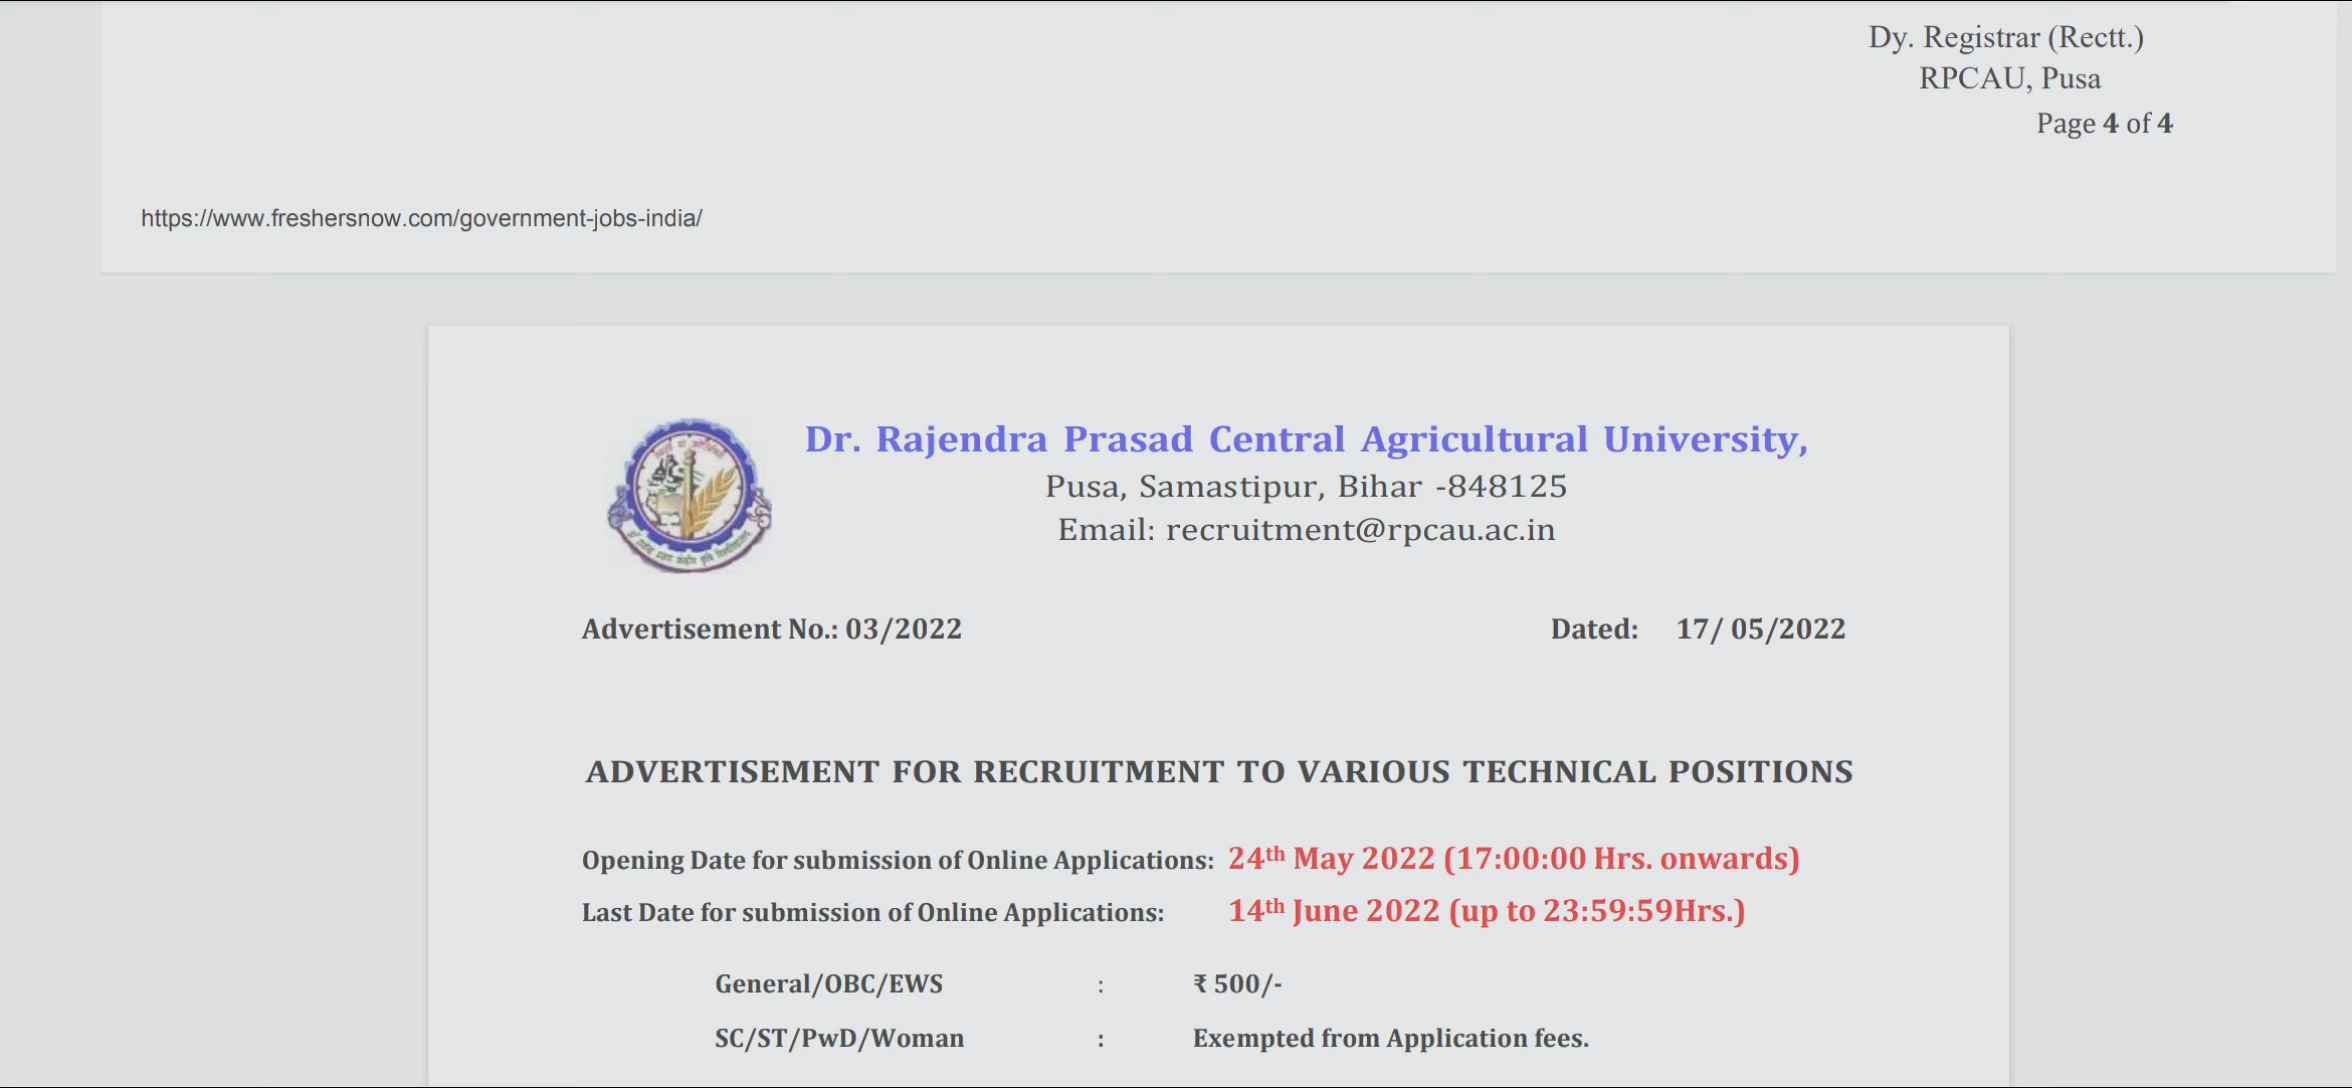 Dy. Registrar (Rectt.)
RPCAU, Pusa
Page 4 of 4
https://www.freshersnow.com/government-jobs-india/
Dr. Rajendra Prasad Central Agricultural University,
Pusa, Samastipur, Bihar -848125
Email: recruitment@rpcau.ac.in
Advertisement No.: 03/2022 Dated: 17/ 05/2022
ADVERTISEMENT FOR RECRUITMENT TO VARIOUS TECHNICAL POSITIONS
Opening Date for submission of Online Applications: 24th May 2022 (17:00:00 Hrs. onwards)
Last Date for submission of Online Applications: 14th June 2022 (up to 23:59:59Hrs.)
General/OBC/EWS : ₹ 500/-
SC/ST/PwD/Woman : Exempted from Application fees.